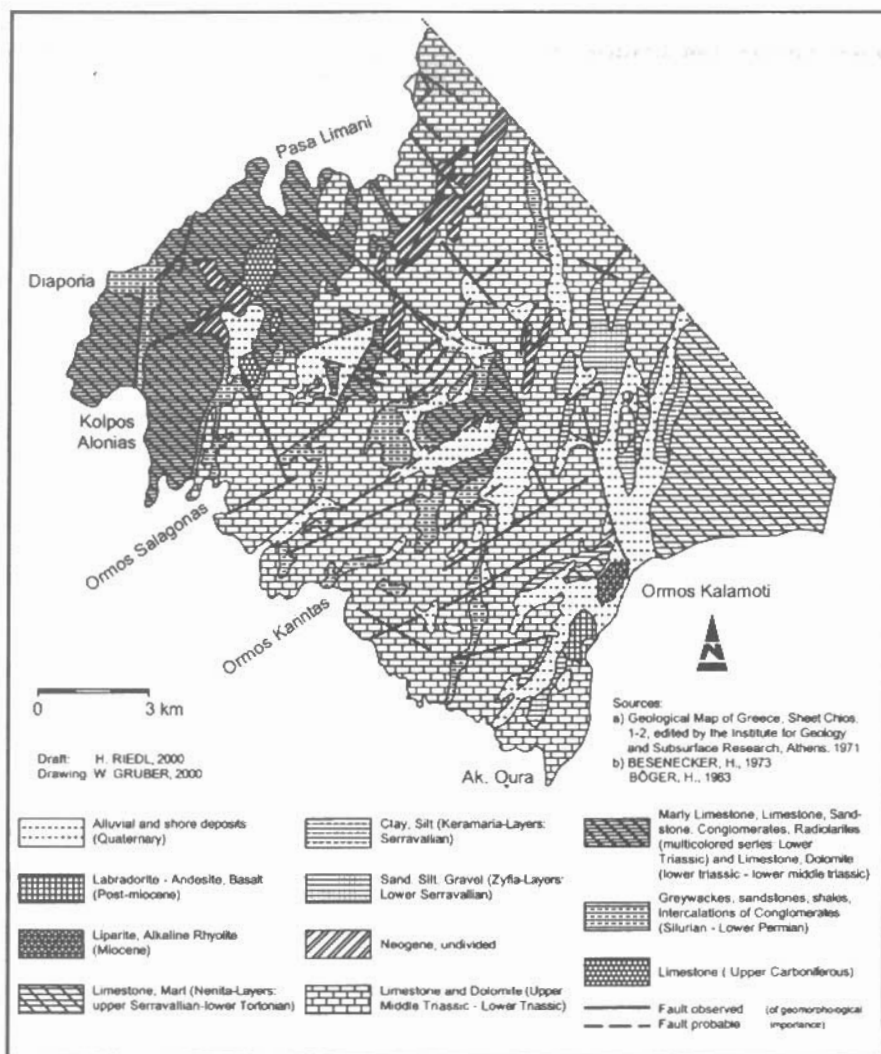 Pasa Limani
Diaporia
Kolpos
Alonias
Ormos Salagonas
Ormos Karintas
Ormos Kalamoti
N
0 3 km
Draft: H. RIEDL, 2000
Drawing W. GRUBER, 2000
Ak. Oura
Sources:
a) Geological Map of Greece, Sheet Chios.
1-2, edited by the Institute for Geology
and Subsurface Research, Athens. 1971
b) BESENECKER, H., 1973
BÖGER, H., 1983
Alluvial and shore deposits
(Quaternary)
Labradorite - Andesite, Basalt
(Post-miocene)
Liparite, Alkaline Rhyolite
(Miocene)
Limestone, Marl (Nenita-Layers:
upper Serravallian-lower Tortonian)
Clay, Silt (Keramaria-Layers:
Serravallian)
Sand. Silt. Gravel (Zyfia-Layers:
Lower Serravallian)
Neogene, undivided
Limestone and Dolomite (Upper
Middle Triassic - Lower Triassic)
Marly Limestone, Limestone, Sand-
stone. Conglomerates, Radiolarites
(multicolored series Lower
Triassic) and Limestone, Dolomite
(lower triassic - lower middle triassic)
Greywackes, sandstones, shales,
Intercalations of Conglomerates
(Silurian - Lower Permian)
Limestone ( Upper Carboniferous)
Fault observed (of geomorphological
Fault probable importance)